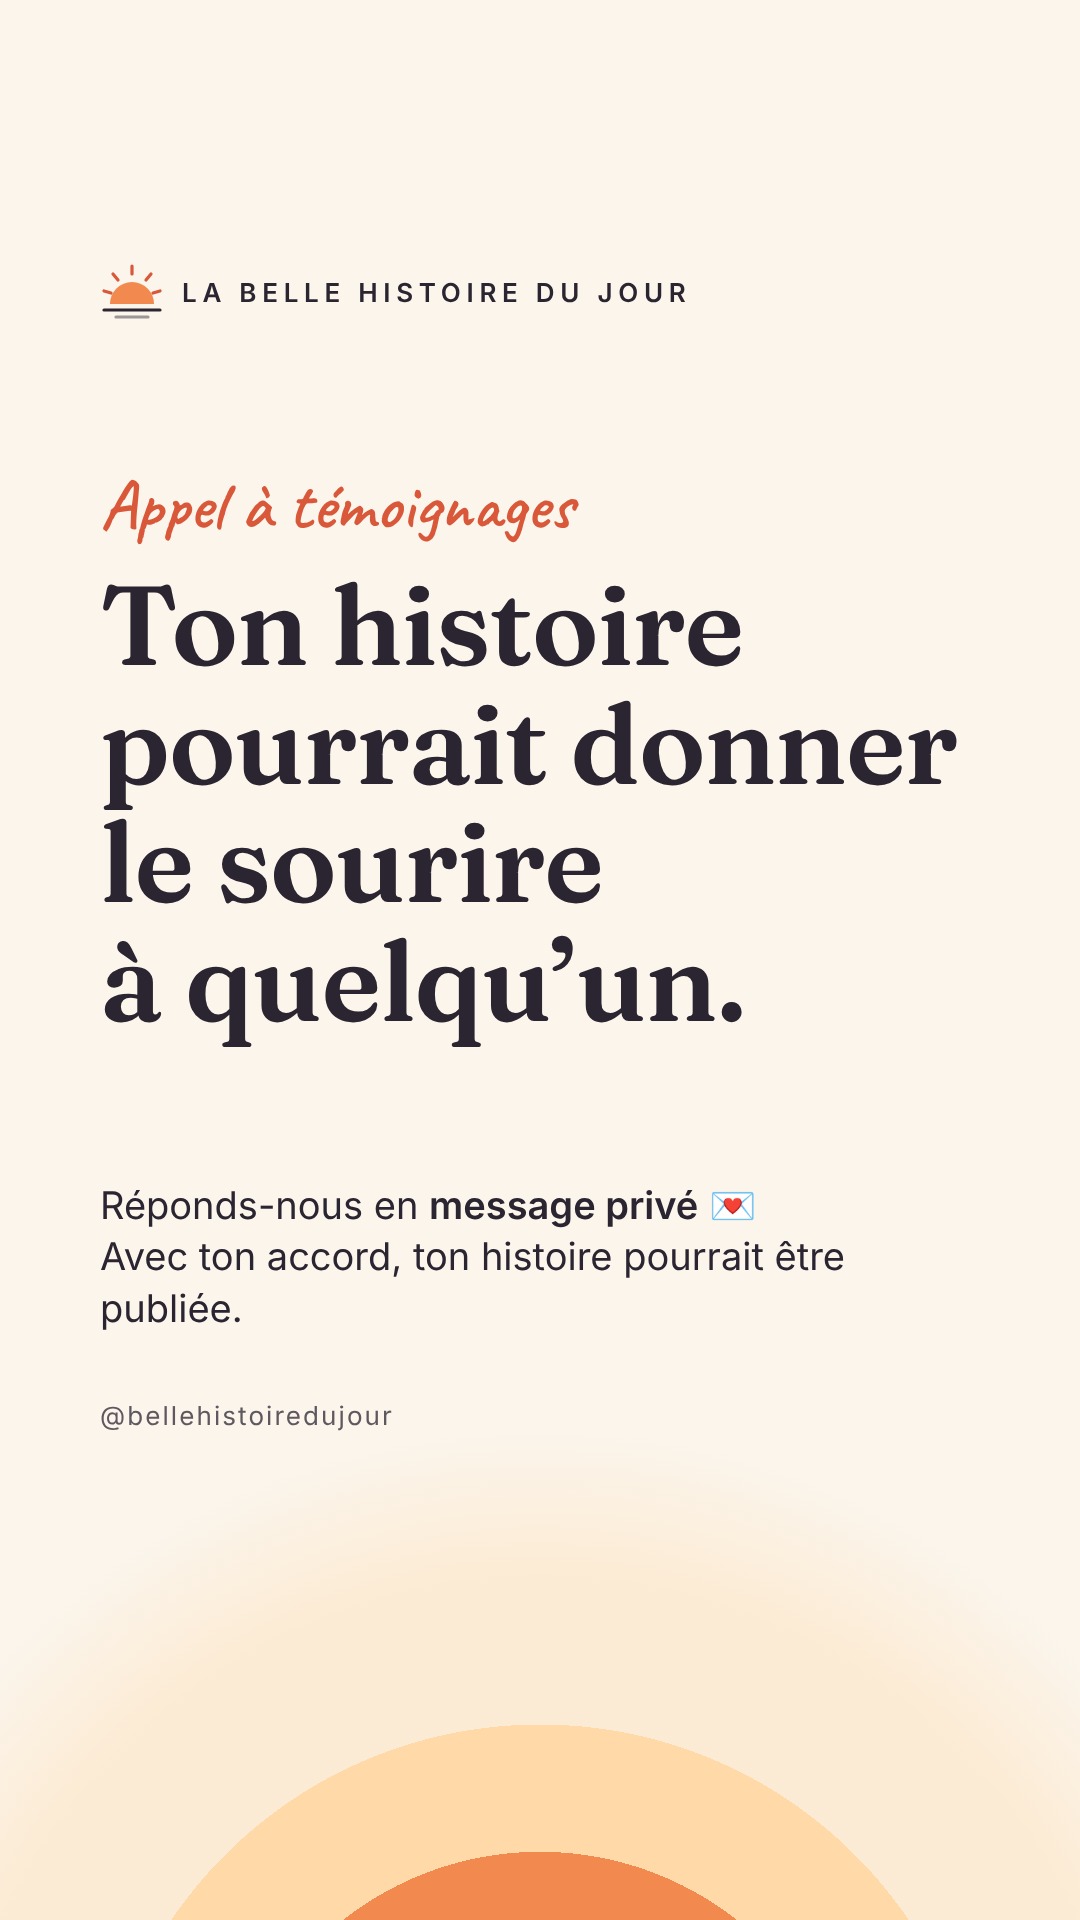 LA BELLE HISTOIRE DU JOUR
Appel à témoignages
Ton histoire
pourrait donner
le sourire
à quelqu’un.
Réponds-nous en message privé 💌
Avec ton accord, ton histoire pourrait être
publiée.
@bellehistoiredujour